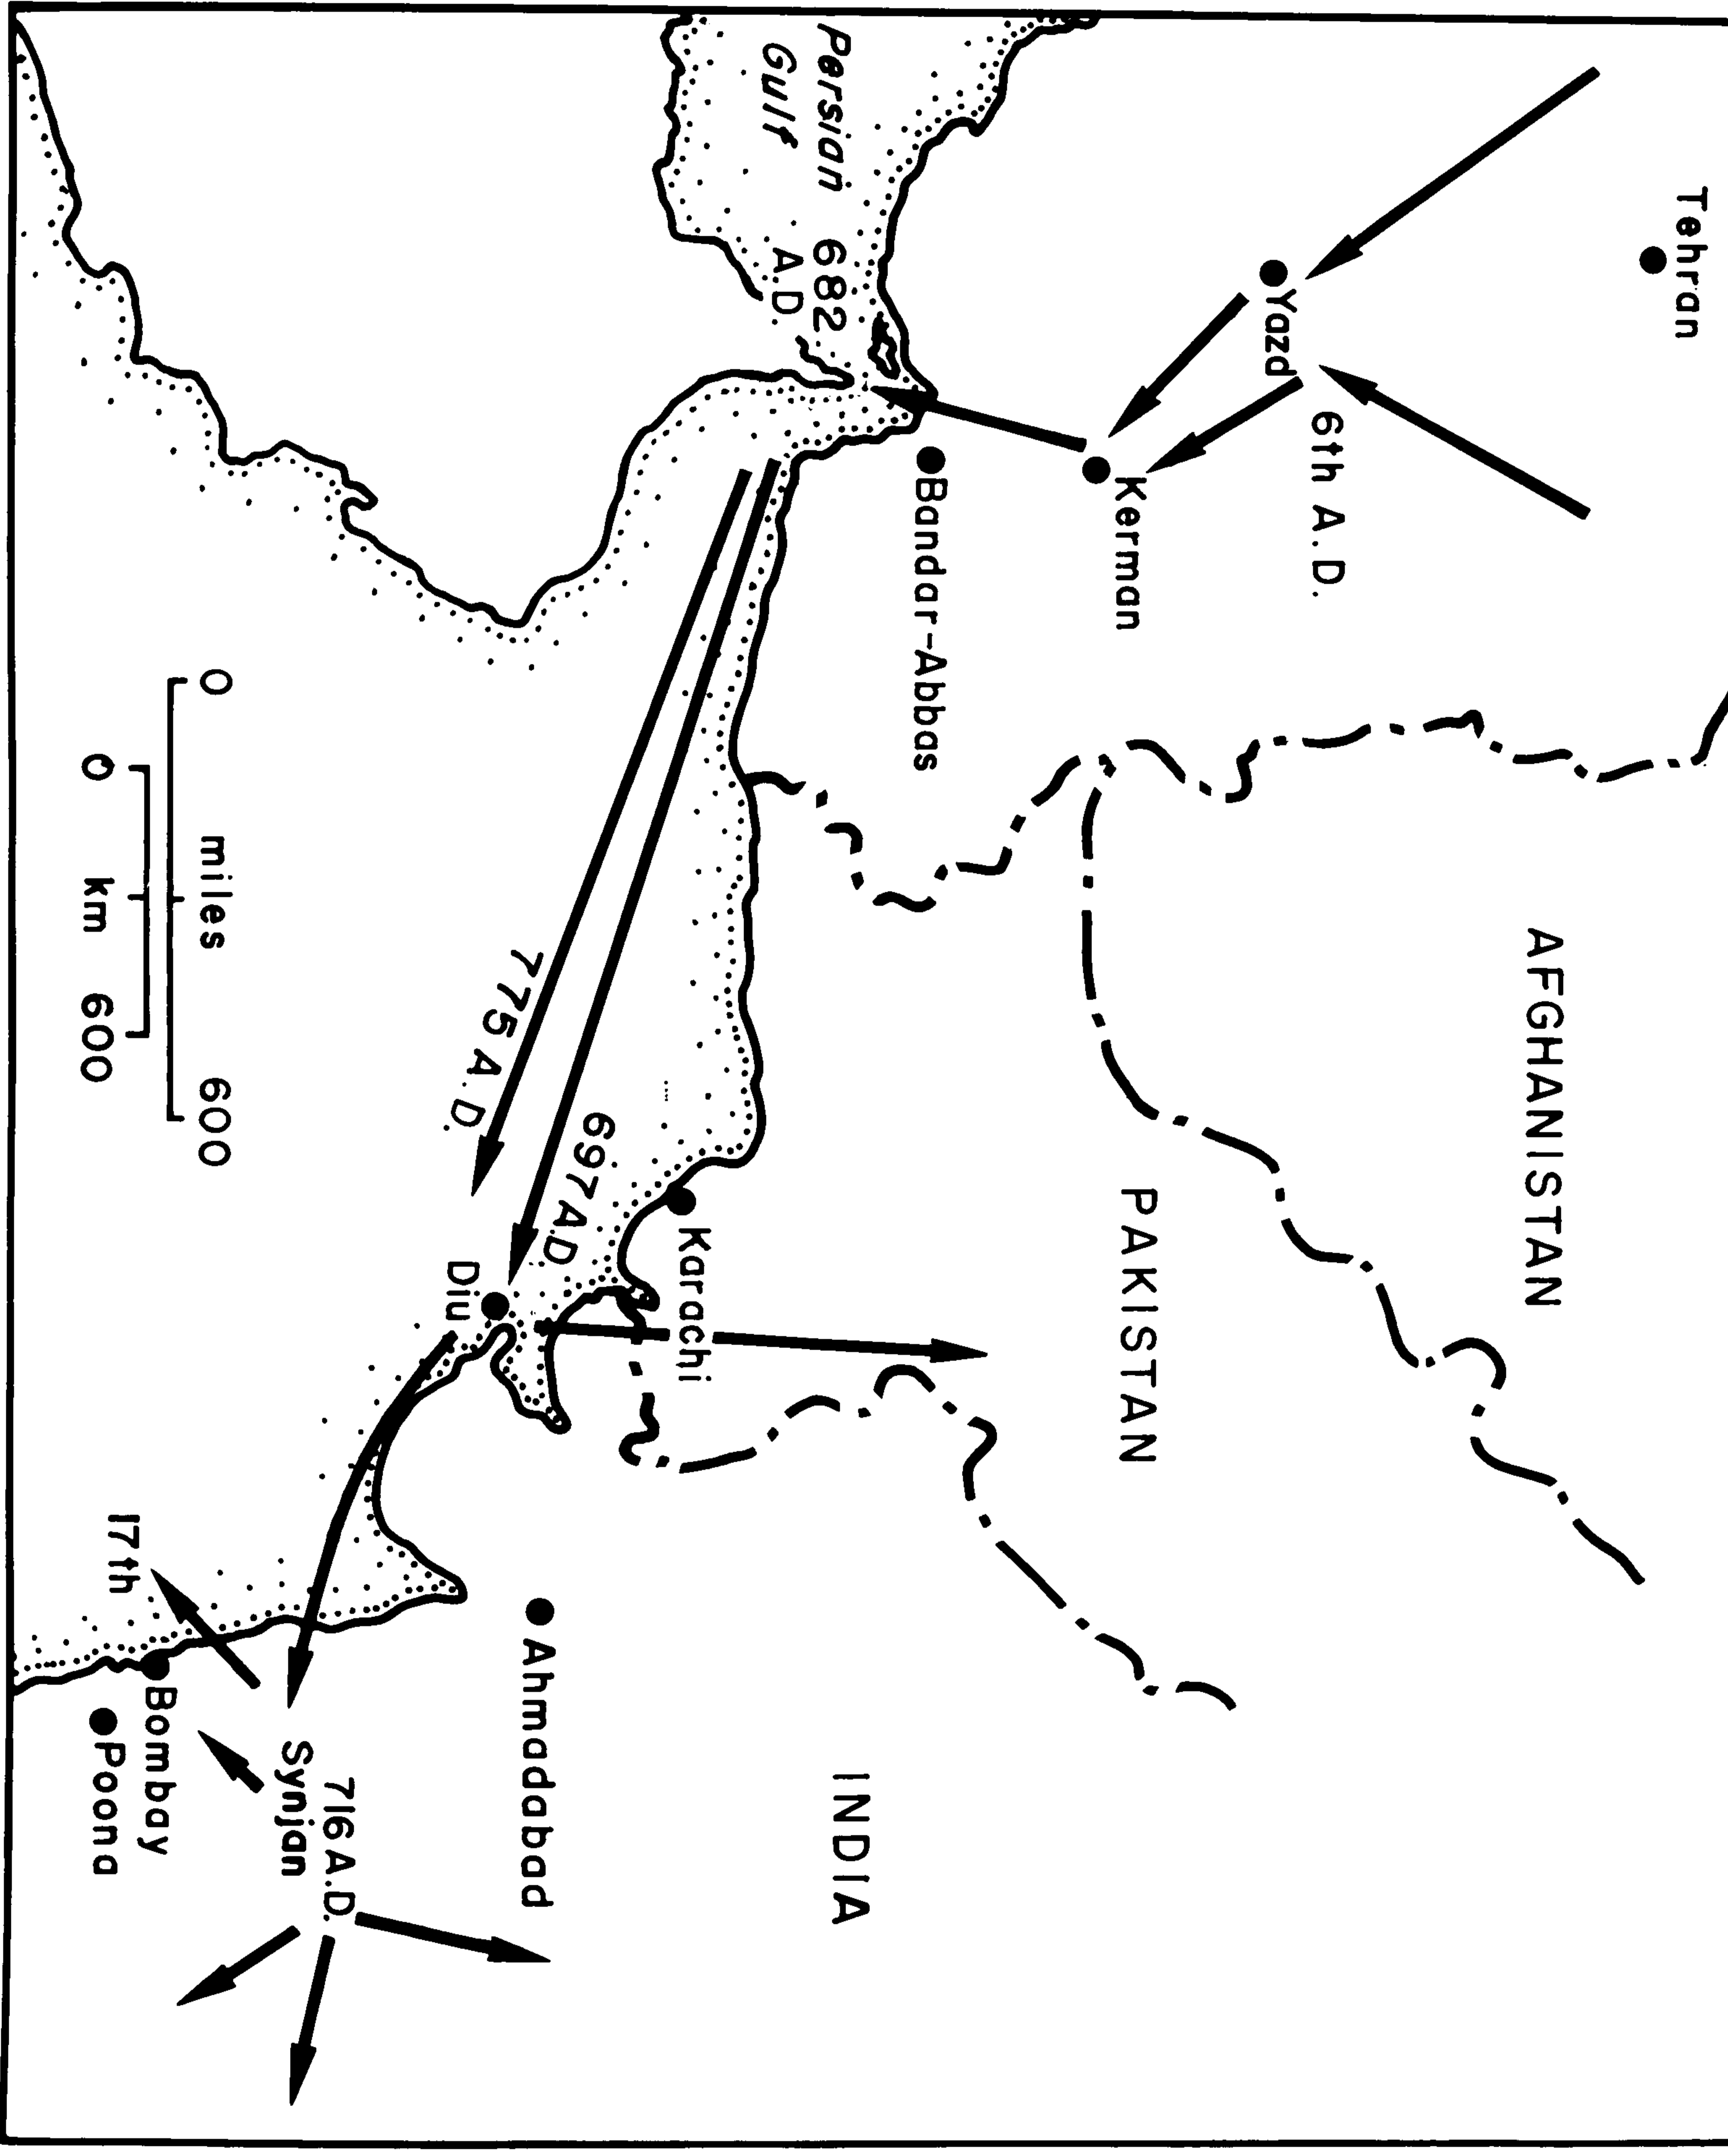 Tehran
Yazd
6th A.D.
Kerman
Bandar-Abbas
Persian
Gulf
682
A.D
AFGHANISTAN
PAKISTAN
Karachi
697A.D
775A.D.
Diu
INDIA
Ahmadabad
716A.D.
Synjan
17th
Bombay
Poona
0 miles 600
0 km 600